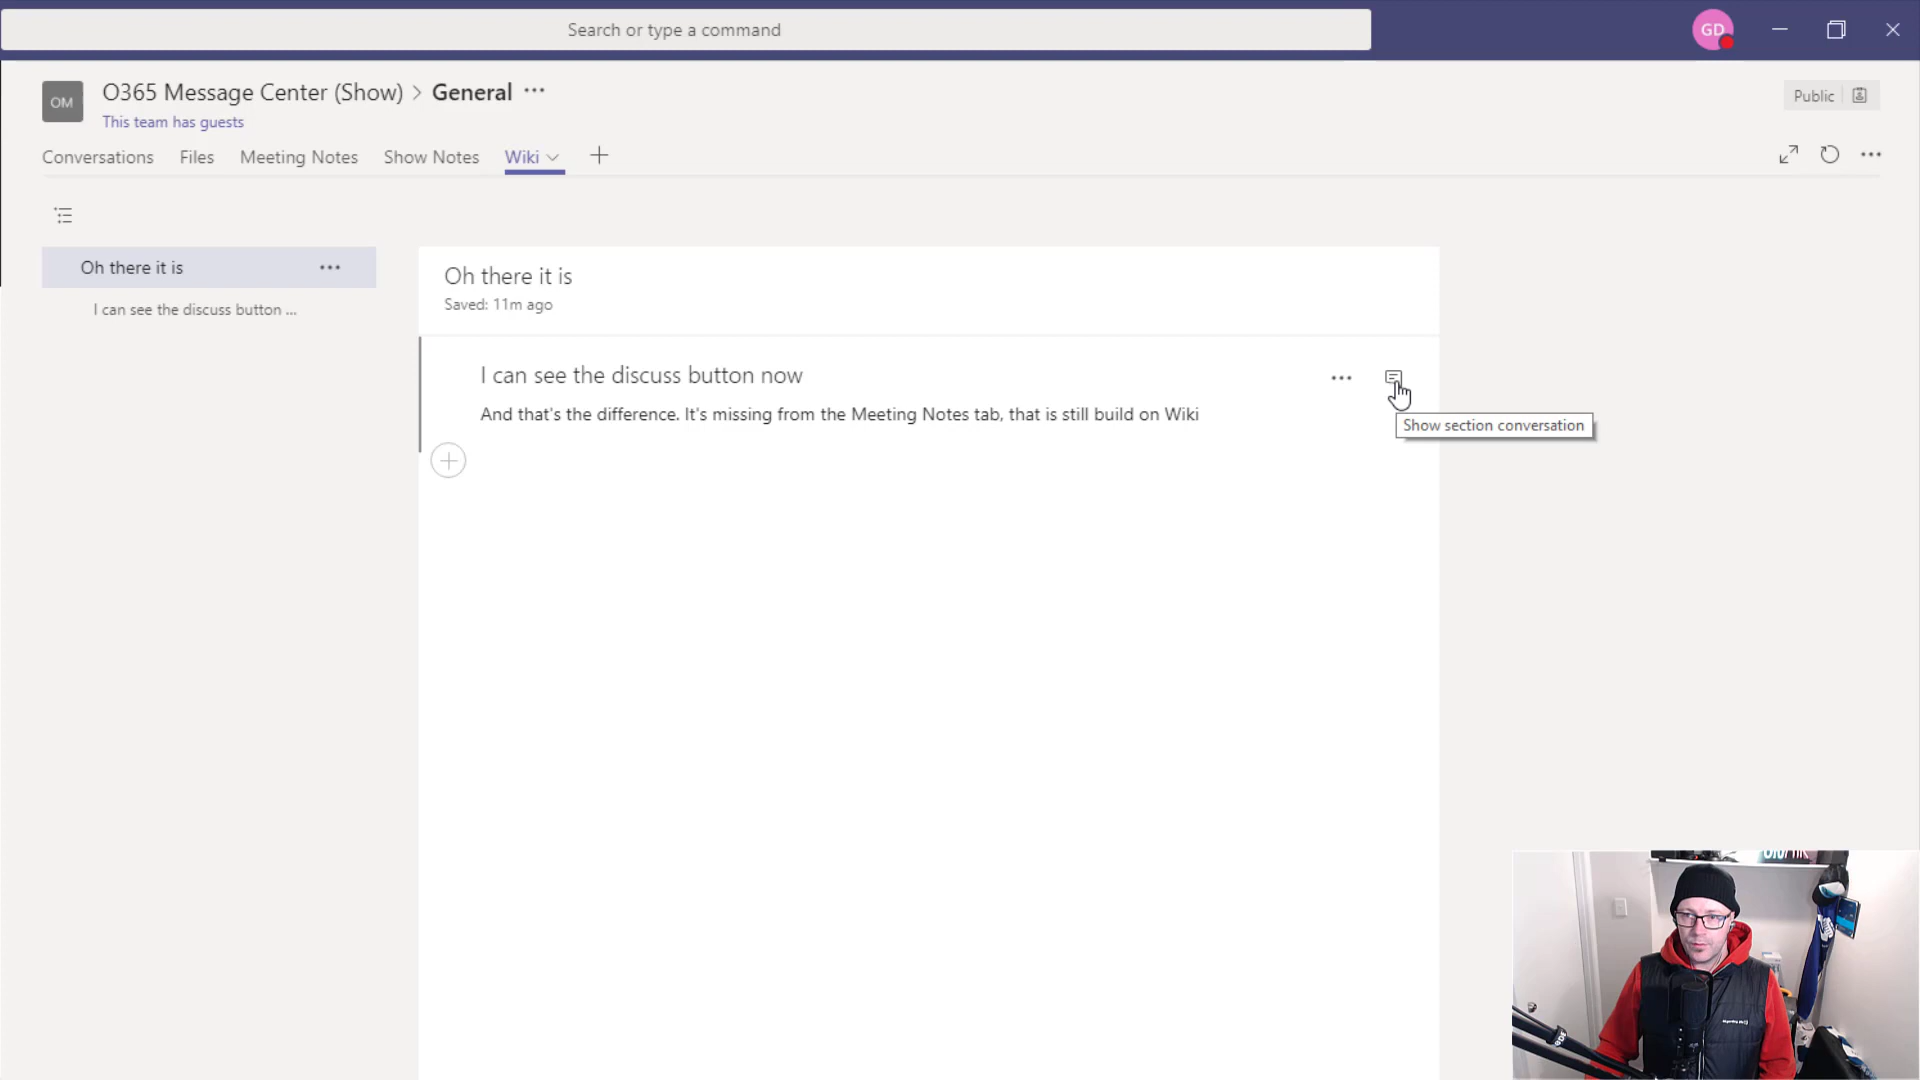 Search or type a command
GD
OM
O365 Message Center (Show) > General ...
This team has guests
Public
Conversations Files Meeting Notes Show Notes Wiki
Oh there it is
I can see the discuss button ...
Oh there it is
Saved: 11m ago
I can see the discuss button now
And that's the difference. It's missing from the Meeting Notes tab, that is still build on Wiki
Show section conversation